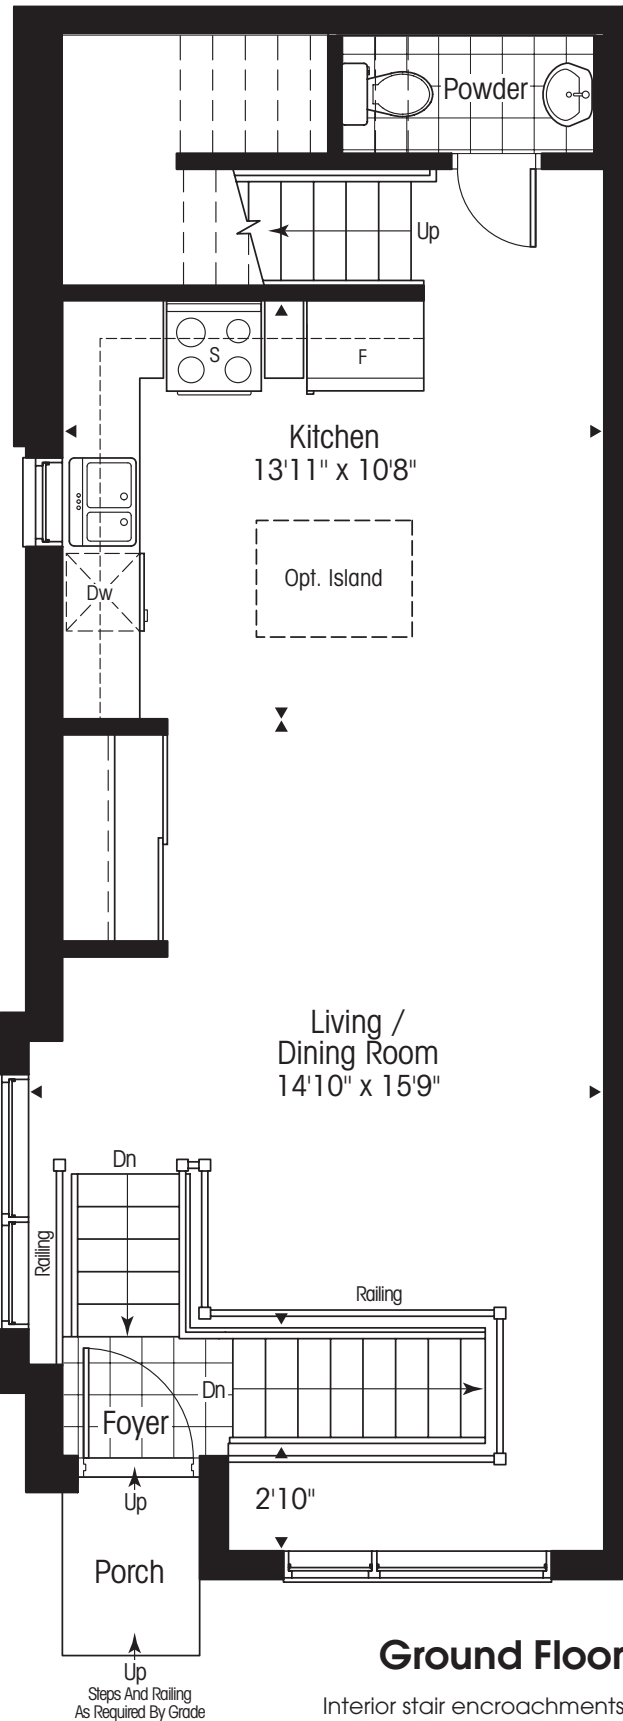 Powder
Up
S
F
Kitchen
13'11" x 10'8"
Opt. Island
Dw
Living /
Dining Room
14'10" x 15'9"
Dn
Railing
Railing
Dn
Foyer
2'10"
Up
Porch
Ground Floor
Up
Steps And Railing
As Required By Grade
Interior stair encroachments